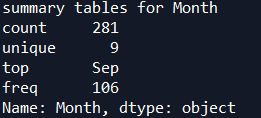 summary tables for Month
count     281
unique      9
top       Sep
freq      106
Name: Month, dtype: object